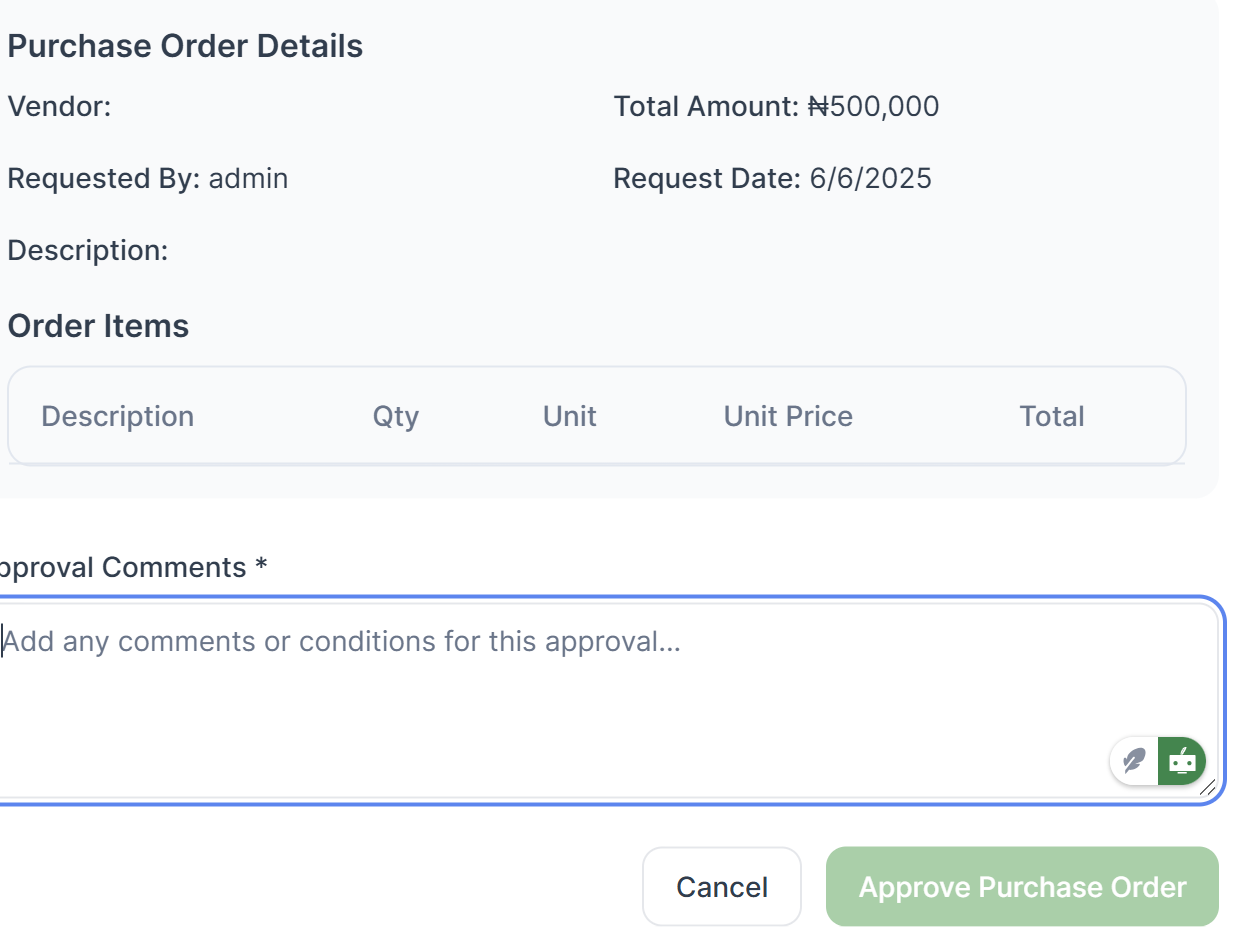 Purchase Order Details
Vendor:
Total Amount: ₦500,000
Requested By: admin
Request Date: 6/6/2025
Description:
Order Items
Description Qty Unit Unit Price Total
pproval Comments *
Add any comments or conditions for this approval...
Cancel
Approve Purchase Order